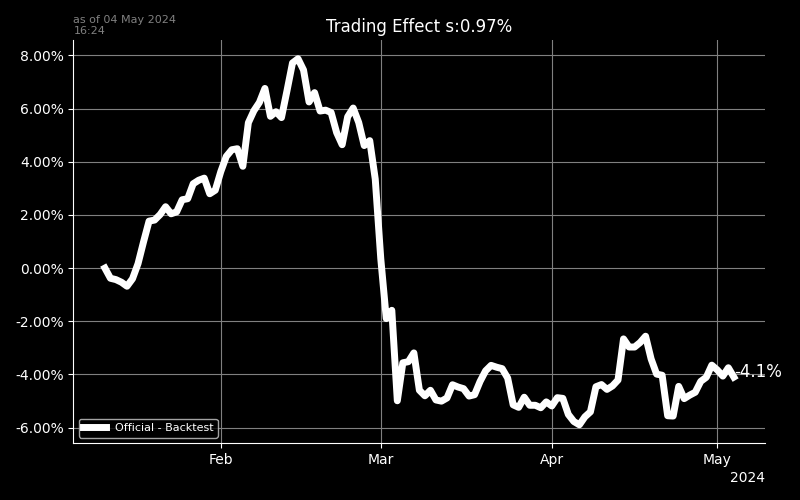 as of 04 May 2024
16:24
Trading Effect s:0.97%
8.00%
6.00%
4.00%
2.00%
0.00%
-2.00%
-4.00%
-6.00%
-4.1%
Official - Backtest
Feb
Mar
Apr
May
2024